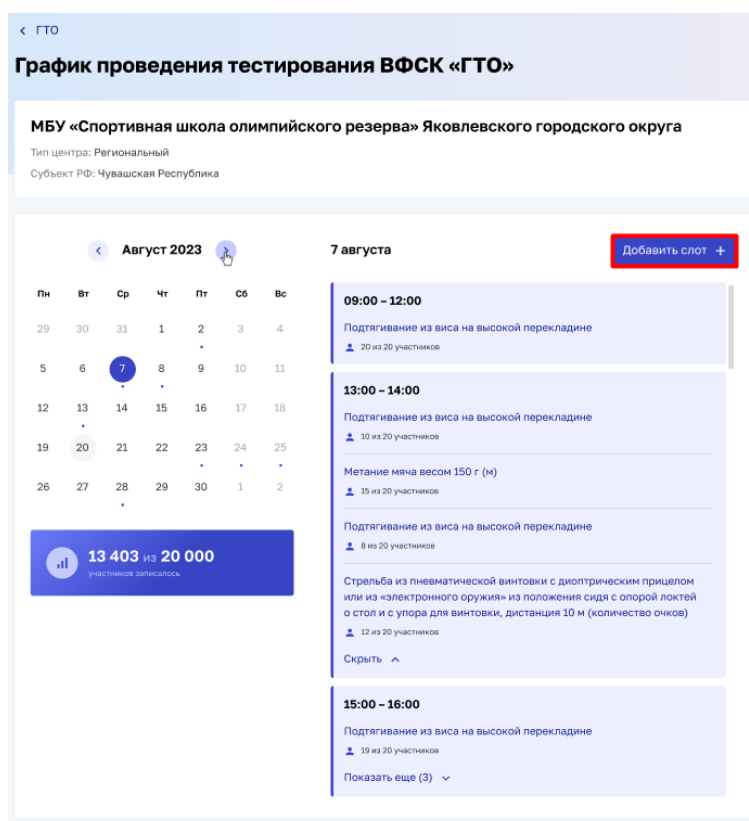 ГТО
График проведения тестирования ВФСК «ГТО»
МБУ «Спортивная школа олимпийского резерва» Яковлевского городского округа
Тип центра: Региональный
Субъект РФ: Чувашская Республика
Август 2023
Пн Вт Ср Чт Пт Сб Вс
29 30 31 1 2 3 4
5 6 7 8 9 10 11
12 13 14 15 16 17 18
19 20 21 22 23 24 25
26 27 28 29 30 1 2
13 403 из 20 000
участников записалось
7 августа
Добавить слот +
09:00 – 12:00
Подтягивание из виса на высокой перекладине
20 из 20 участников
13:00 – 14:00
Подтягивание из виса на высокой перекладине
10 из 20 участников
Метание мяча весом 150 г (м)
15 из 20 участников
Подтягивание из виса на высокой перекладине
8 из 20 участников
Стрельба из пневматической винтовки с диоптрическим прицелом
или из «электронного оружия» из положения сидя с опорой локтей
о стол и с упора для винтовки, дистанция 10 м (количество очков)
12 из 20 участников
Скрыть
15:00 – 16:00
Подтягивание из виса на высокой перекладине
19 из 20 участников
Показать еще (3)